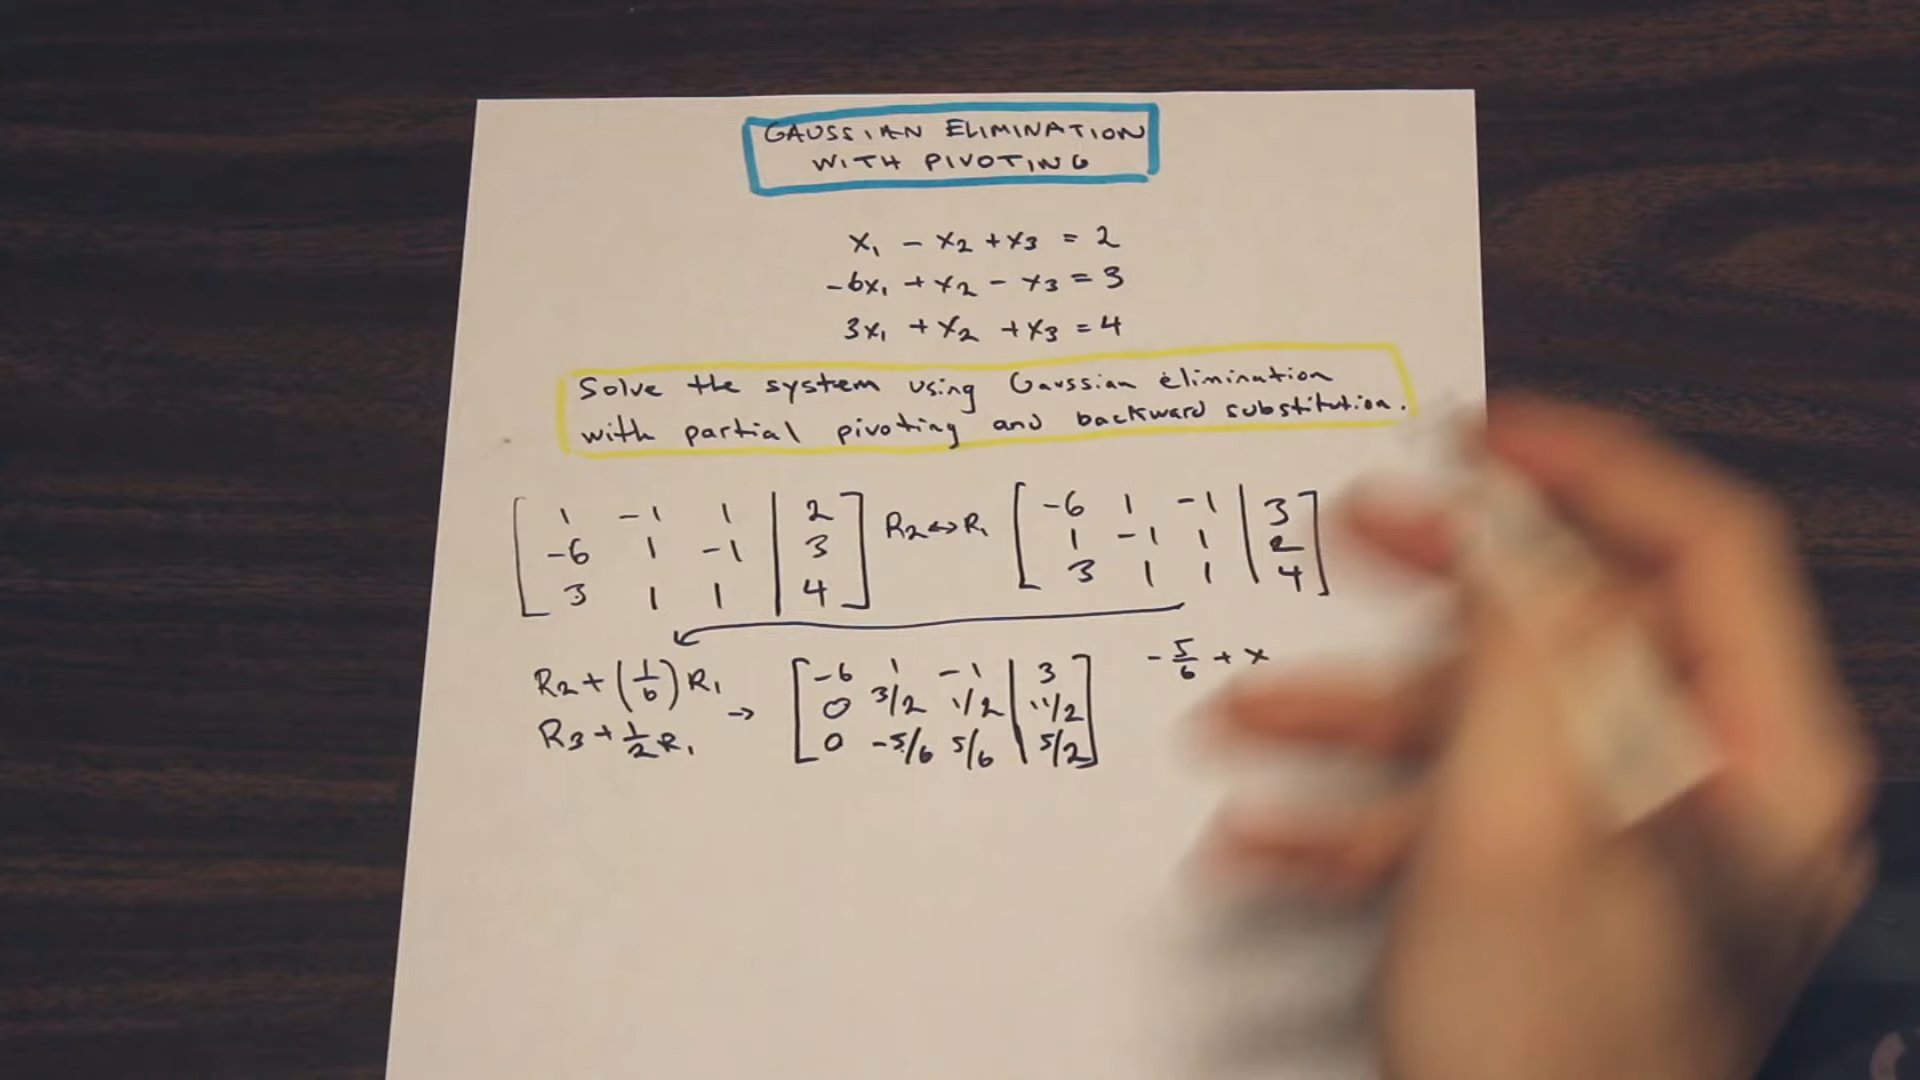 GAUSSIAN ELIMINATION
WITH PIVOTING
x₁ - x₂ + x₃ = 2
-6x₁ + x₂ - x₃ = 3
3x₁ + x₂ + x₃ = 4
Solve the system using Gaussian elimination
with partial pivoting and backward substitution.
[ 1 -1 1 | 2 ] R₂↔R₁ [ -6 1 -1 | 3 ]
[ -6 1 -1 | 3 ] [ 1 -1 1 | 2 ]
[ 3 1 1 | 4 ] [ 3 1 1 | 4 ]
R₂ + (1/6) R₁ → [ -6 1 -1 | 3 ] -5/6 + x
[ 0 3/2 1/2 | 11/2 ]
R₃ + 1/2 R₁ [ 0 -5/6 5/6 | 5/2 ]